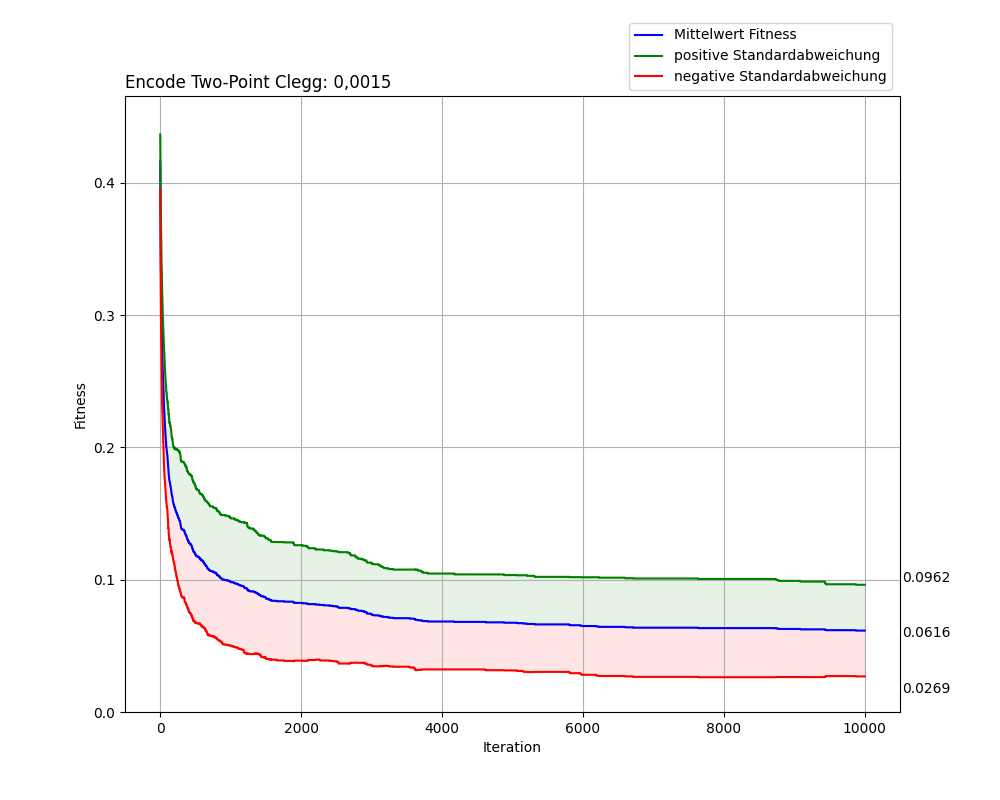 Mittelwert Fitness
positive Standardabweichung
negative Standardabweichung
Encode Two-Point Clegg: 0,0015
0.4
0.3
0.2
0.1
0.0
Fitness
0.0962
0.0616
0.0269
0 2000 4000 6000 8000 10000
Iteration